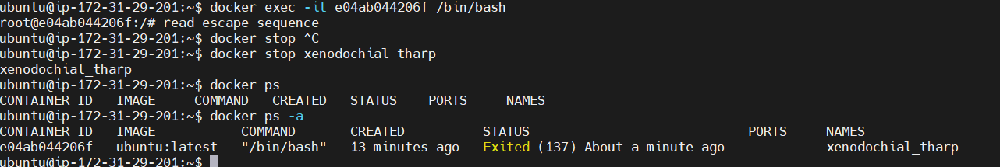 ubuntu@ip-172-31-29-201:~$ docker exec -it e04ab044206f /bin/bash
root@e04ab044206f:/# read escape sequence
ubuntu@ip-172-31-29-201:~$ docker stop ^C
ubuntu@ip-172-31-29-201:~$ docker stop xenodochial_tharp
xenodochial_tharp
ubuntu@ip-172-31-29-201:~$ docker ps
CONTAINER ID   IMAGE     COMMAND   CREATED   STATUS    PORTS     NAMES
ubuntu@ip-172-31-29-201:~$ docker ps -a
CONTAINER ID   IMAGE           COMMAND       CREATED          STATUS                            PORTS     NAMES
e04ab044206f   ubuntu:latest   "/bin/bash"   13 minutes ago   Exited (137) About a minute ago             xenodochial_tharp
ubuntu@ip-172-31-29-201:~$